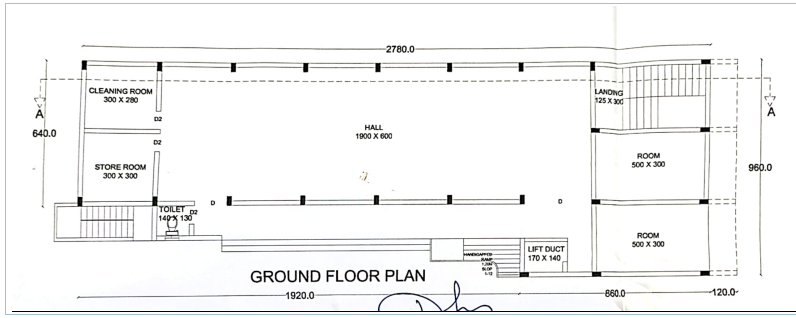 2780.0
CLEANING ROOM
300 X 280
LANDING
125 X 300
A
A
D2
640.0
HALL
1900 X 600
D2
ROOM
500 X 300
960.0
STORE ROOM
300 X 300
TOILET
140 X 130
D2
D
D
ROOM
500 X 300
HANDICAPPED
RAMP
SLOP
1/12
LIFT DUCT
170 X 140
GROUND FLOOR PLAN
1920.0
860.0
120.0